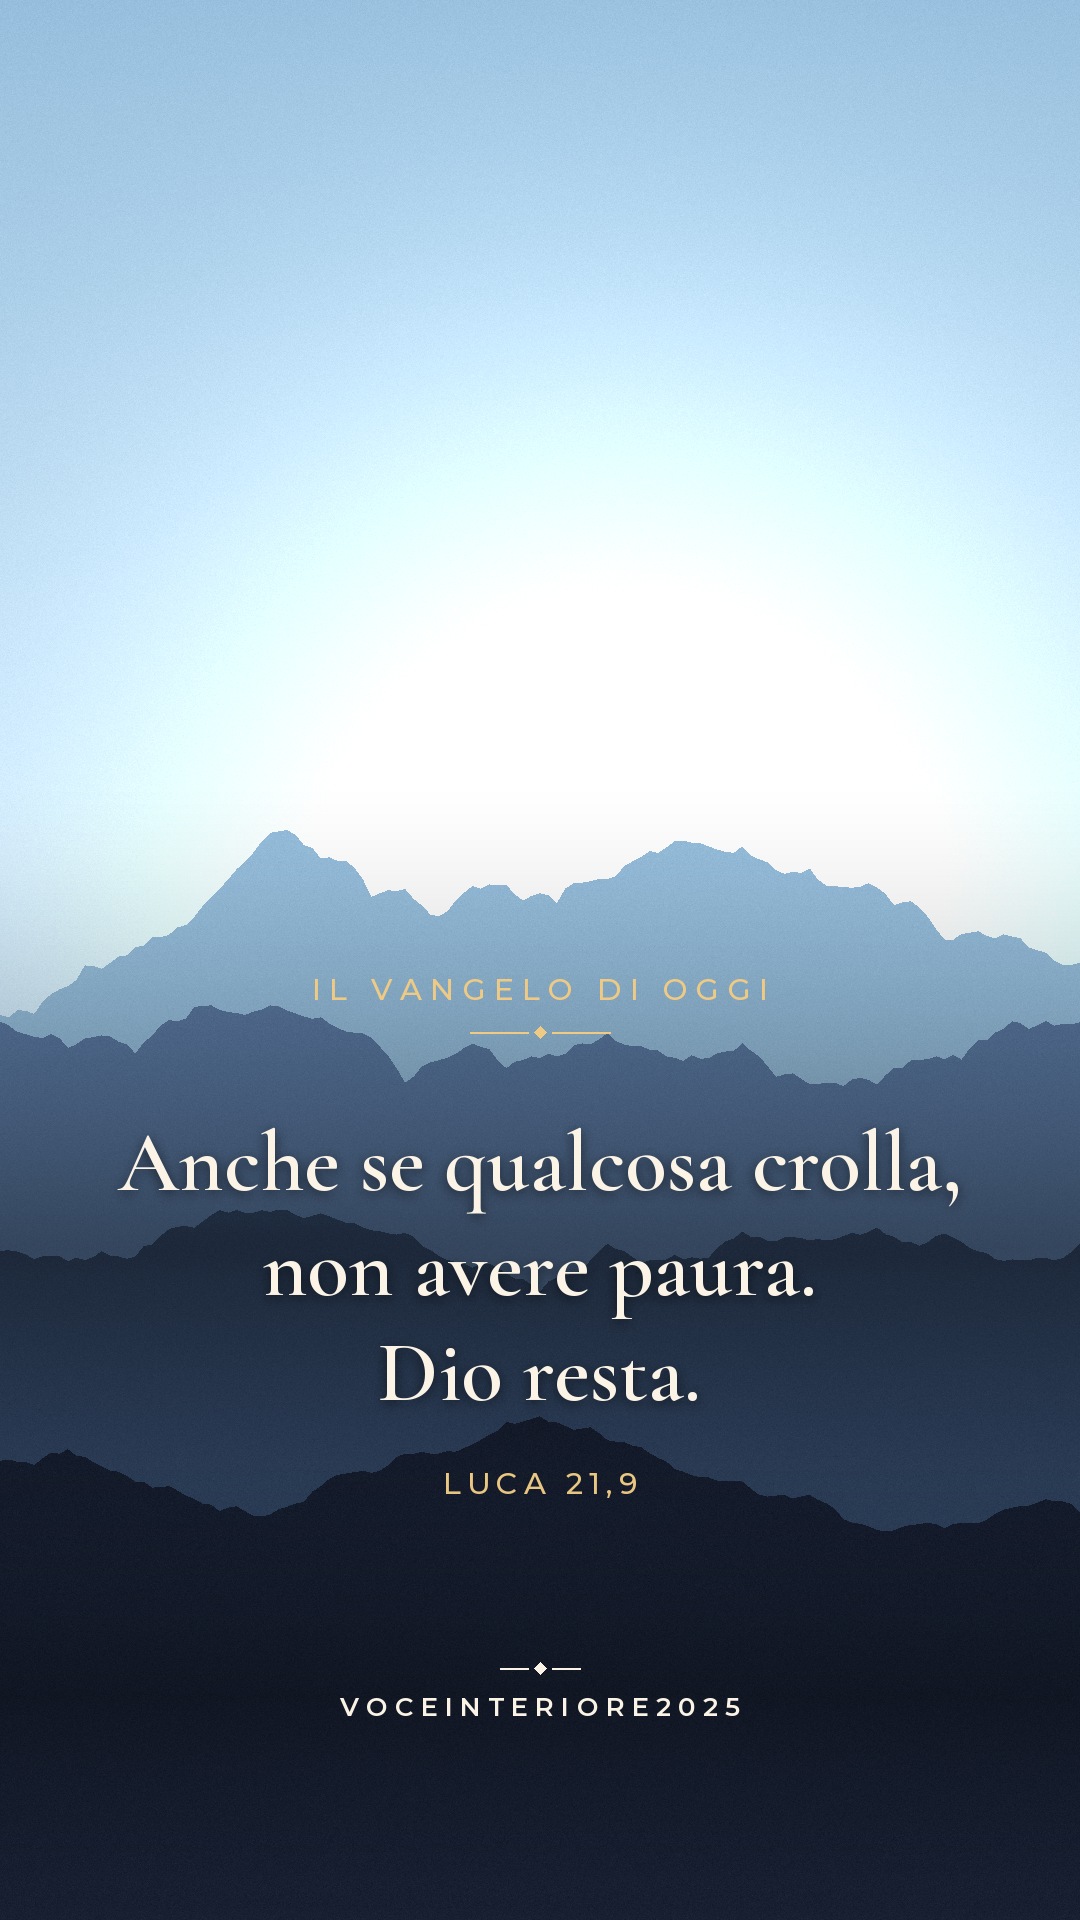 IL VANGELO DI OGGI
Anche se qualcosa crolla,
non avere paura.
Dio resta.
LUCA 21,9
VOCEINTERIORE2025